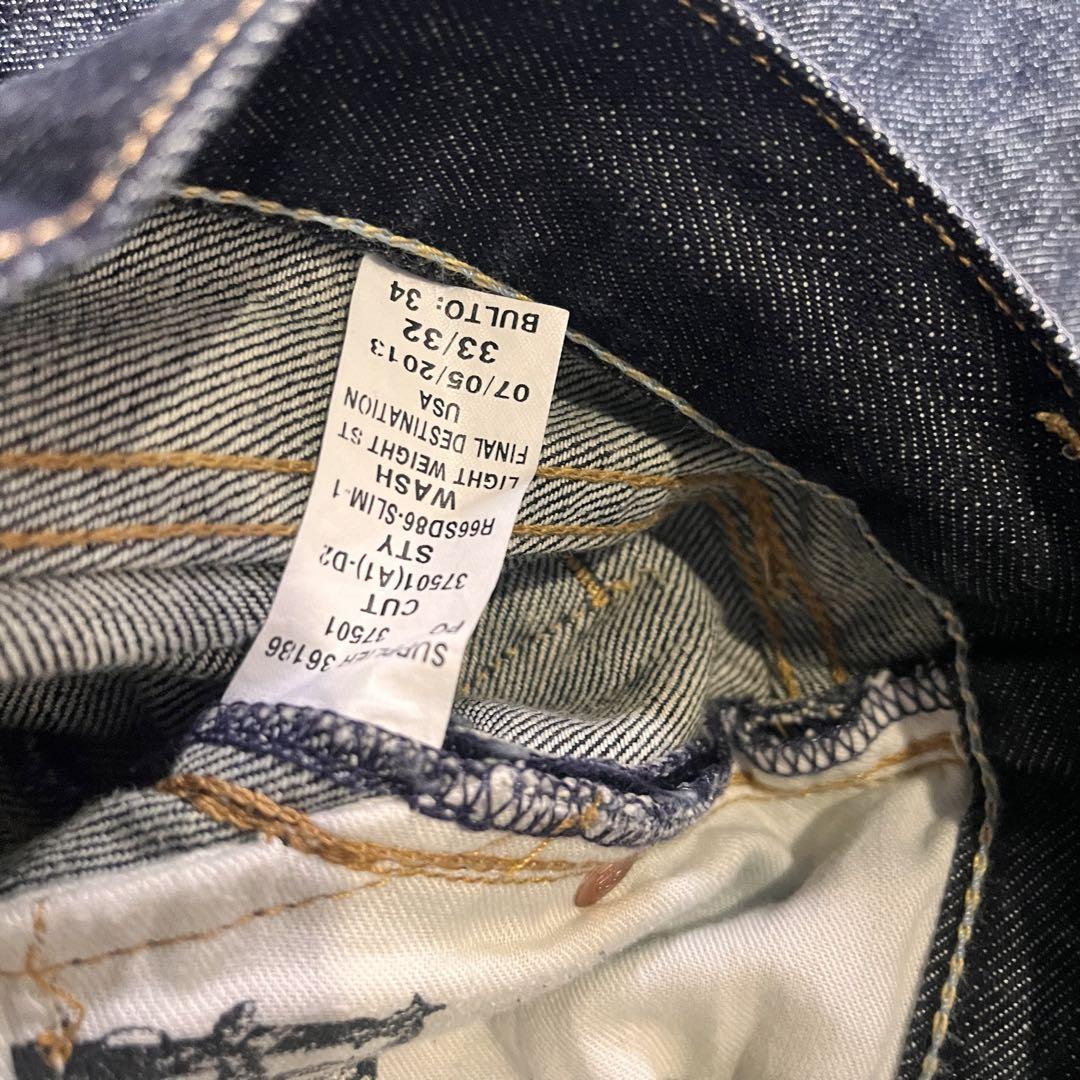 SUPPLIER 36136
PO
37501
CUT
37501(A1)-D2
STY
R66SD86-SLIM-1
WASH
LIGHT WEIGHT ST
FINAL DESTINATION
USA
07/05/2013
33/32
BULTO: 34